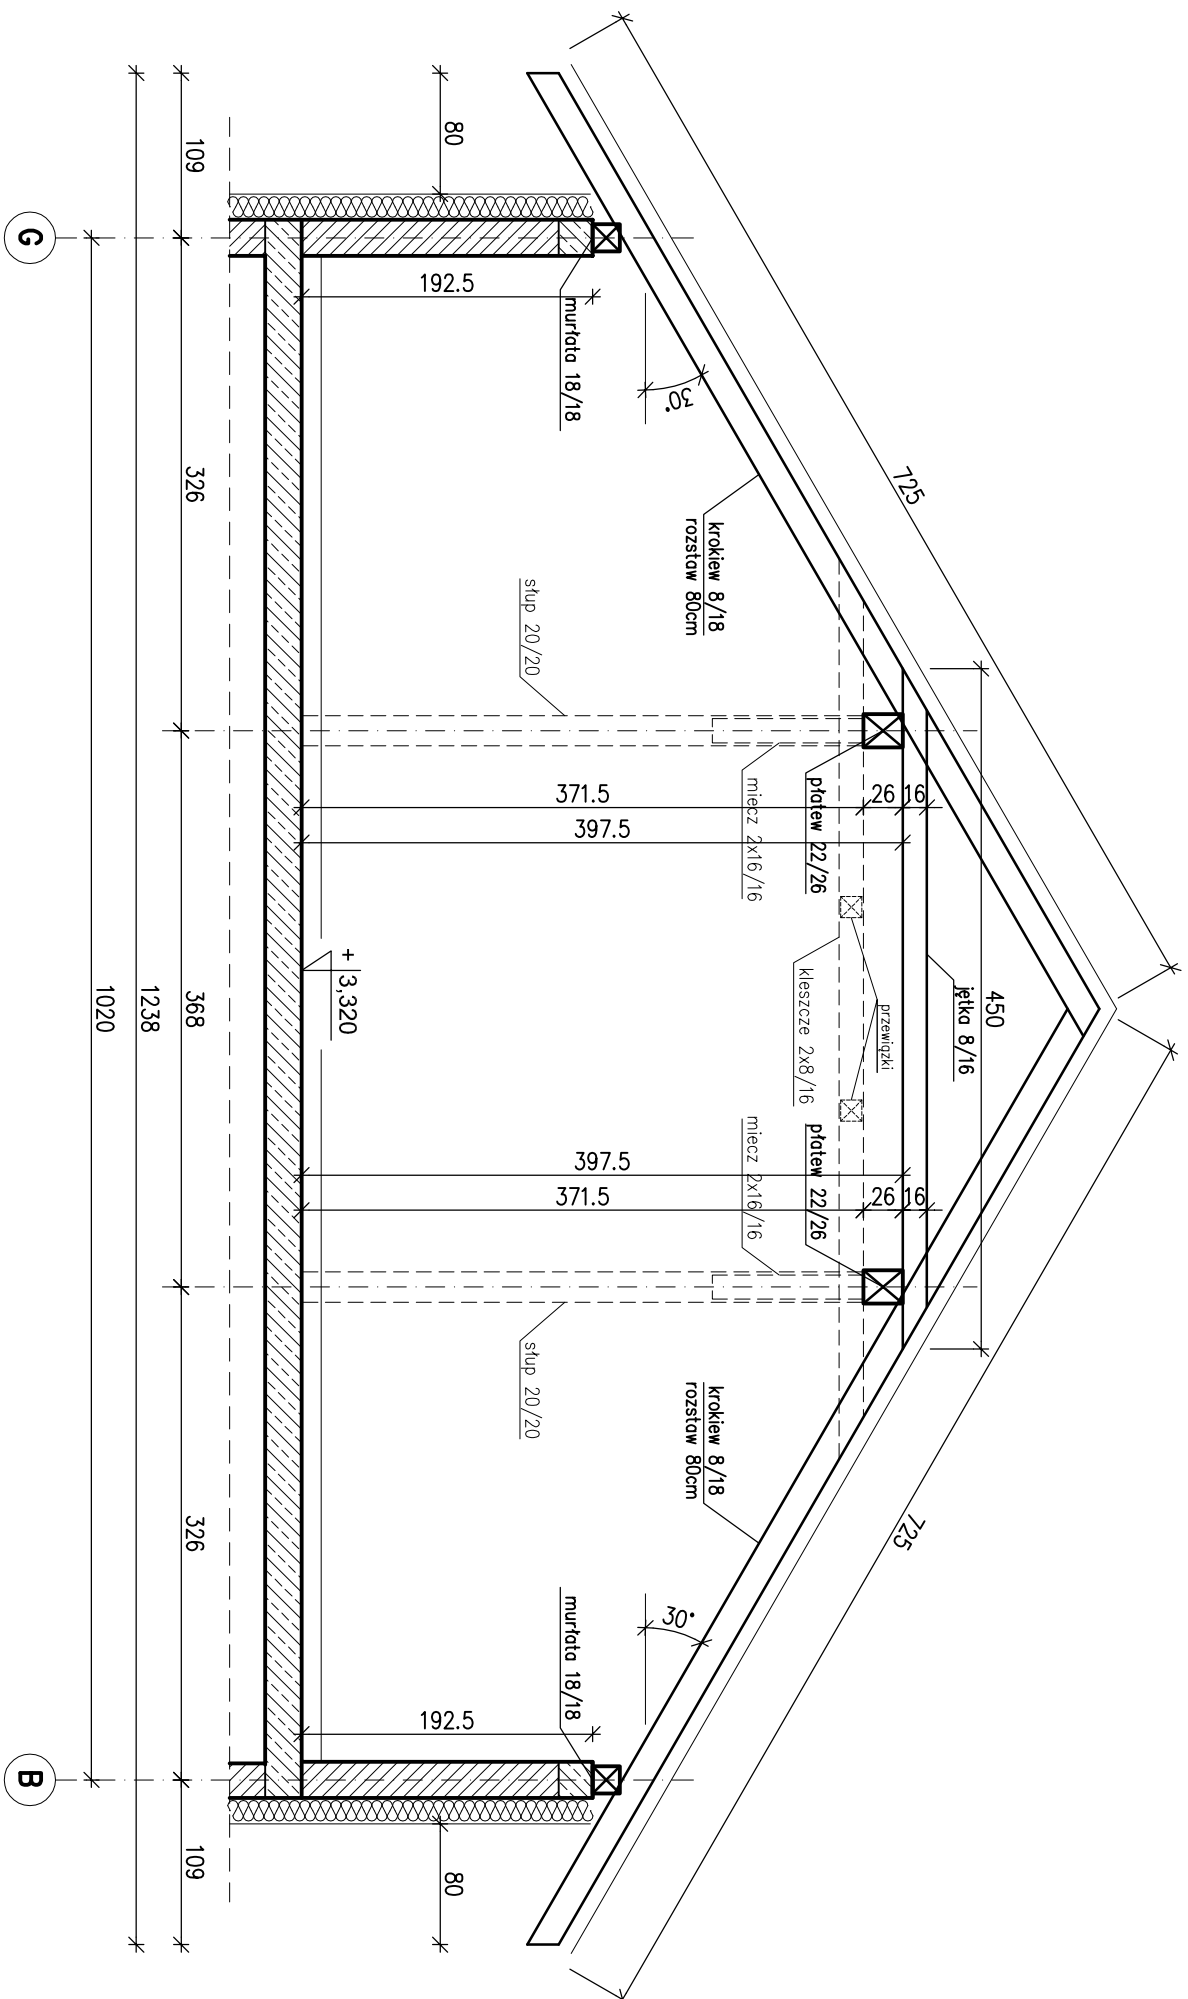 725
725
450
jętka 8/16
26
16
26
16
przewiązki
płatew 22/26
płatew 22/26
kleszcze 2x8/16
miecz 2x16/16
miecz 2x16/16
krokiew 8/18
rozstaw 80cm
krokiew 8/18
rozstaw 80cm
30°
30°
371.5
397.5
397.5
371.5
murłata 18/18
murłata 18/18
słup 20/20
słup 20/20
192.5
192.5
80
80
+ 3,320
109
326
368
326
109
1238
1020
G
B